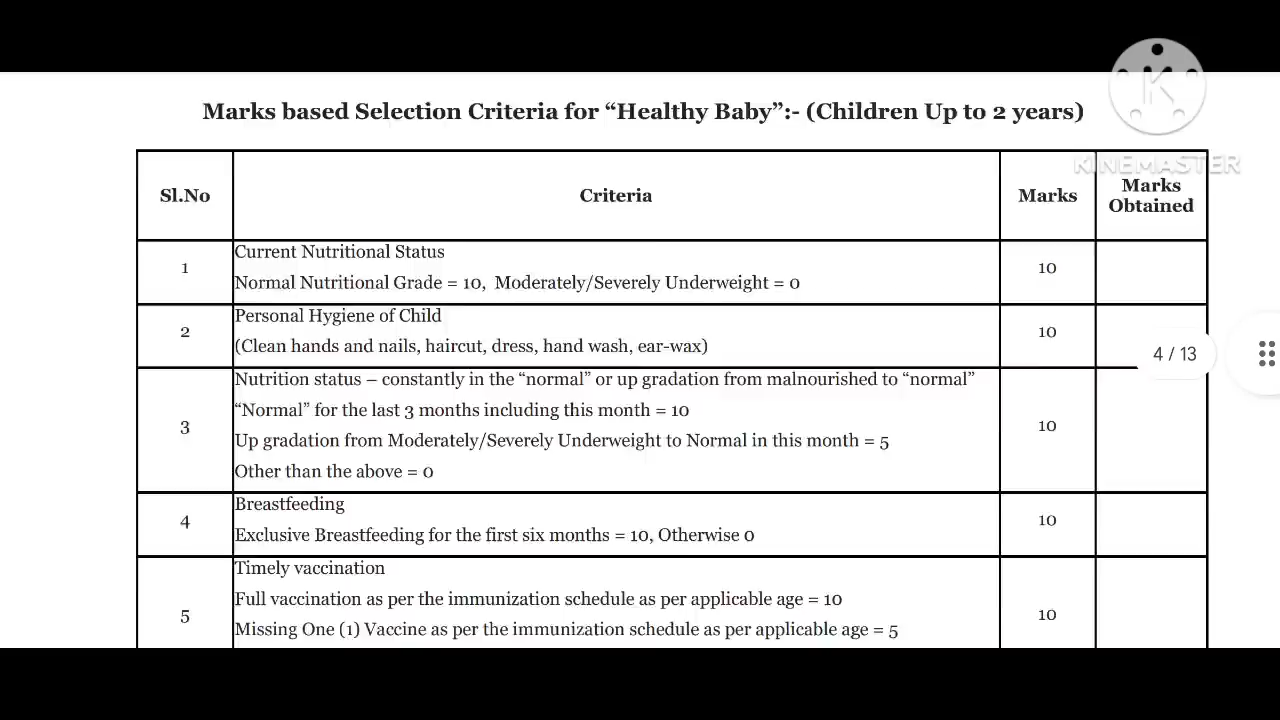 Marks based Selection Criteria for “Healthy Baby”:- (Children Up to 2 years)
KINEMASTER
Sl.No
Criteria
Marks
Marks
Obtained
1
Current Nutritional Status
Normal Nutritional Grade = 10, Moderately/Severely Underweight = 0
10
2
Personal Hygiene of Child
(Clean hands and nails, haircut, dress, hand wash, ear-wax)
10
4 / 13
3
Nutrition status – constantly in the “normal” or up gradation from malnourished to “normal”
“Normal” for the last 3 months including this month = 10
Up gradation from Moderately/Severely Underweight to Normal in this month = 5
Other than the above = 0
10
4
Breastfeeding
Exclusive Breastfeeding for the first six months = 10, Otherwise 0
10
5
Timely vaccination
Full vaccination as per the immunization schedule as per applicable age = 10
Missing One (1) Vaccine as per the immunization schedule as per applicable age = 5
10